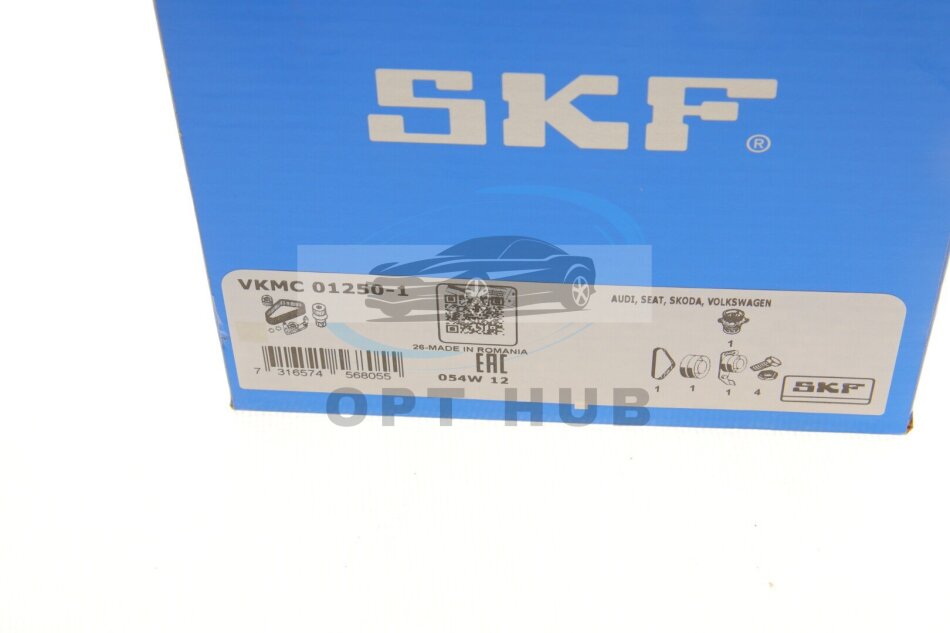 SKF®
VKMC 01250-1
26-MADE IN ROMANIA
EAC
054W 12
7 316574 568055
AUDI, SEAT, SKODA, VOLKSWAGEN
1
1 1 1 4
SKF
OPT HUB